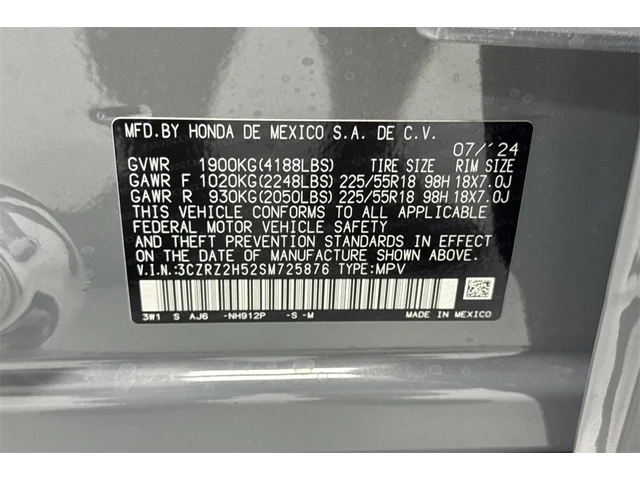 MFD.BY HONDA DE MEXICO S.A. DE C.V.
07/'24
GVWR 1900KG(4188LBS) TIRE SIZE RIM SIZE
GAWR F 1020KG(2248LBS) 225/55R18 98H 18X7.0J
GAWR R 930KG(2050LBS) 225/55R18 98H 18X7.0J
THIS VEHICLE CONFORMS TO ALL APPLICABLE
FEDERAL MOTOR VEHICLE SAFETY
AND THEFT PREVENTION STANDARDS IN EFFECT
ON THE DATE OF MANUFACTURE SHOWN ABOVE.
V.I.N.:3CZRZ2H52SM725876 TYPE:MPV
3W1 S AJ6 -NH912P -S -M MADE IN MEXICO